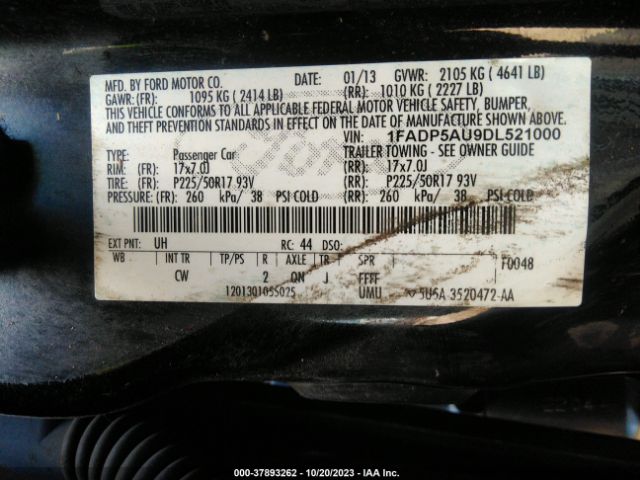 MFD. BY FORD MOTOR CO. DATE: 01/13 GVWR: 2105 KG ( 4641 LB)
GAWR: (FR): 1095 KG ( 2414 LB) (RR): 1010 KG ( 2227 LB)
THIS VEHICLE CONFORMS TO ALL APPLICABLE FEDERAL MOTOR VEHICLE SAFETY, BUMPER,
AND THEFT PREVENTION STANDARDS IN EFFECT ON THE DATE OF MANUFACTURE SHOWN ABOVE.
VIN: 1FADP5AU9DL521000
TYPE: Passenger Car TRAILER TOWING - SEE OWNER GUIDE
RIM: (FR): 17x7.0J (RR): 17x7.0J
TIRE: (FR): P225/50R17 93V (RR): P225/50R17 93V
PRESSURE: (FR): 260 kPa/ 38 PSI COLD (RR): 260 kPa/ 38 PSI COLD
EXT PNT: UH RC: 44 DSO:
WB INT TR TP/PS R AXLE TR SPR F0048
CW 2 QN J FFFF
UMU 5U5A 3520472-AA
000-37893262 - 10/20/2023 - IAA Inc.